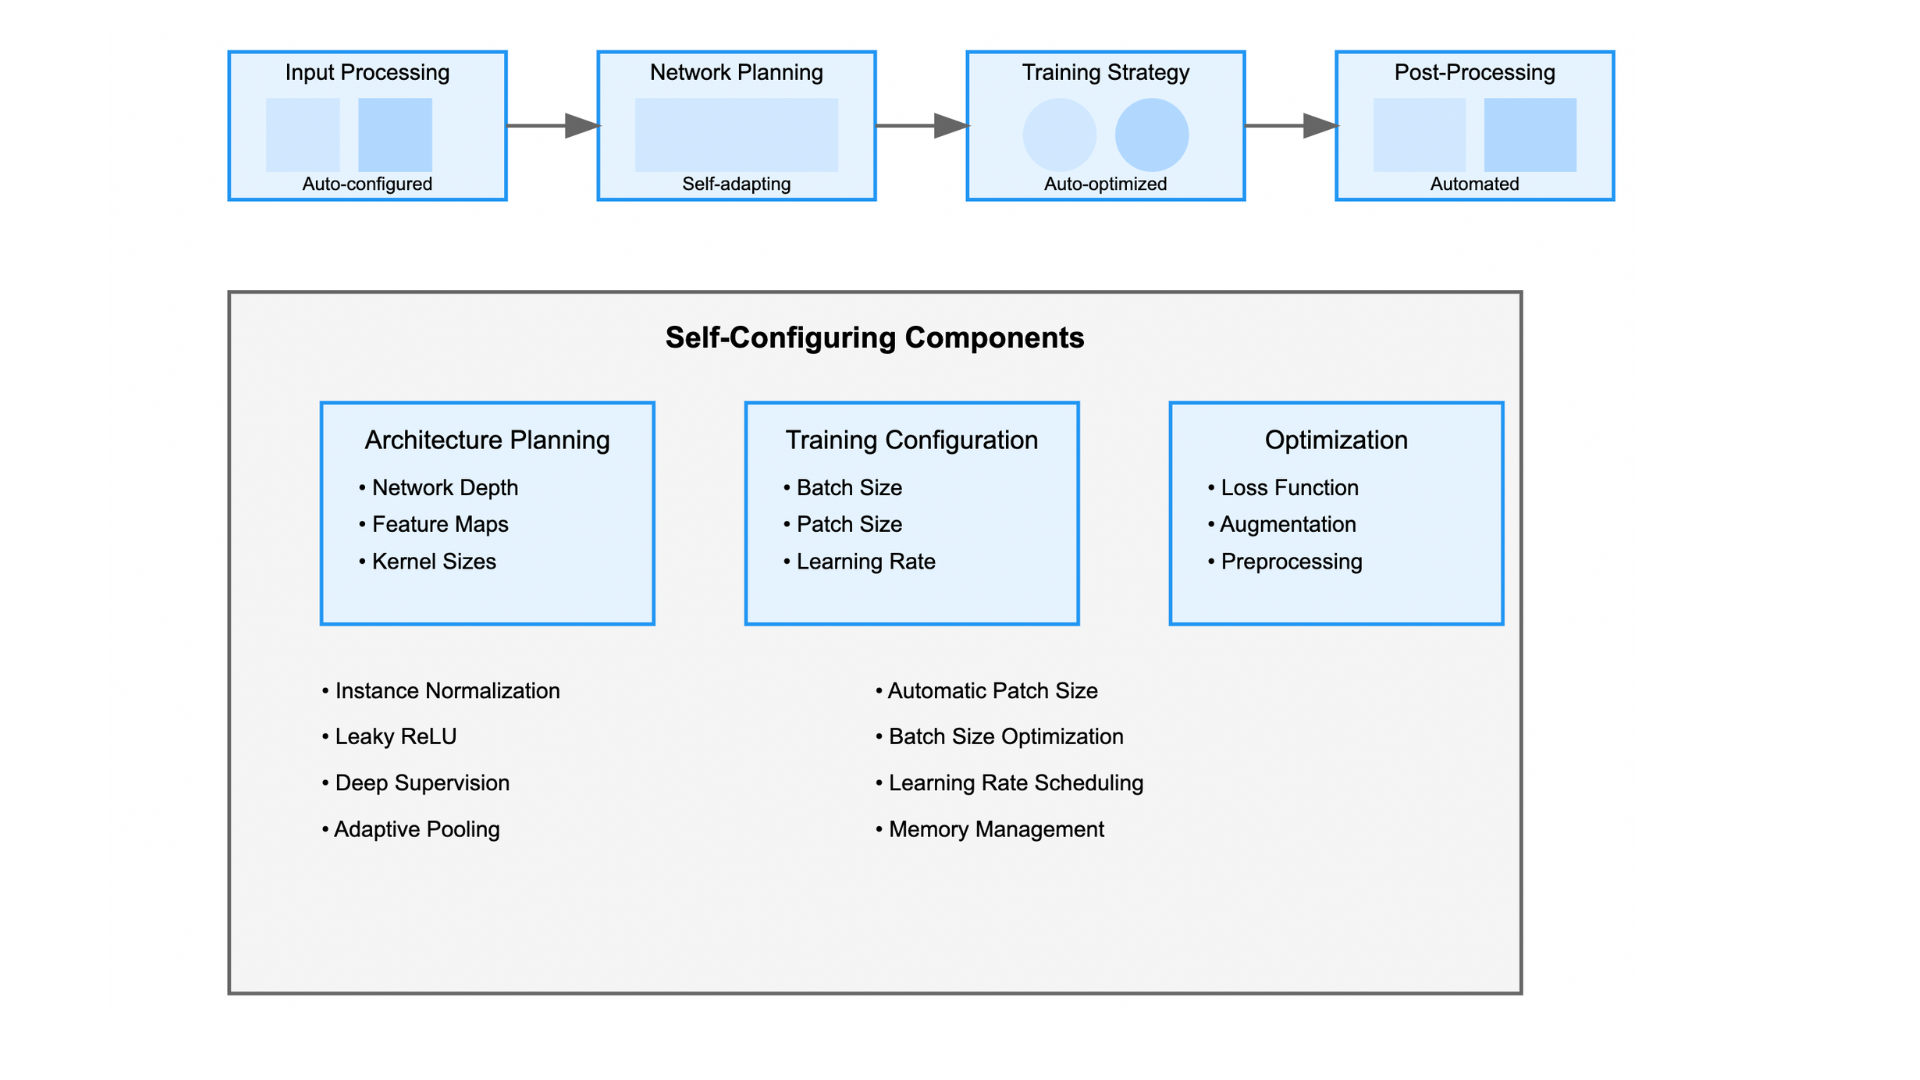 Input Processing
Auto-configured
Network Planning
Self-adapting
Training Strategy
Auto-optimized
Post-Processing
Automated
Self-Configuring Components
Architecture Planning
• Network Depth
• Feature Maps
• Kernel Sizes
Training Configuration
• Batch Size
• Patch Size
• Learning Rate
Optimization
• Loss Function
• Augmentation
• Preprocessing
• Instance Normalization
• Leaky ReLU
• Deep Supervision
• Adaptive Pooling
• Automatic Patch Size
• Batch Size Optimization
• Learning Rate Scheduling
• Memory Management